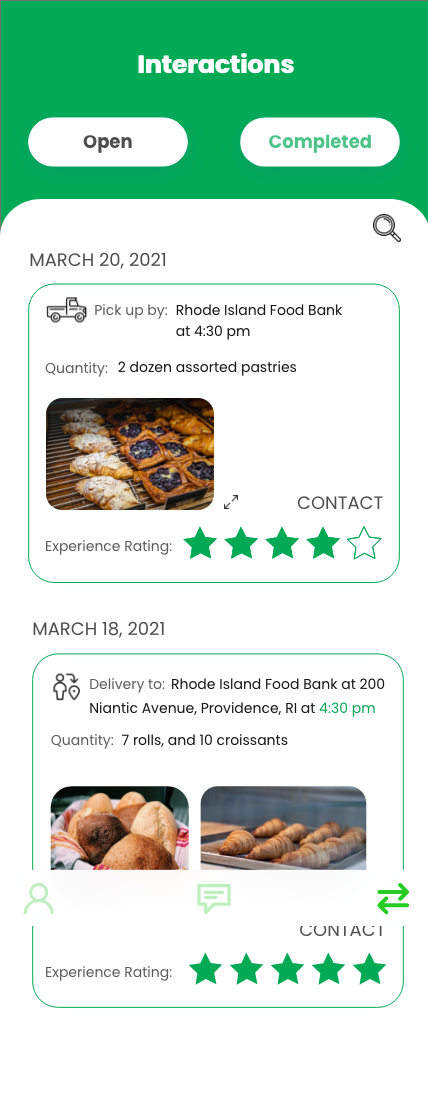 Interactions
Open
Completed
MARCH 20, 2021
Pick up by: Rhode Island Food Bank
at 4:30 pm
Quantity: 2 dozen assorted pastries
CONTACT
Experience Rating:
MARCH 18, 2021
Delivery to: Rhode Island Food Bank at 200
Niantic Avenue, Providence, RI at 4:30 pm
Quantity: 7 rolls, and 10 croissants
CONTACT
Experience Rating: